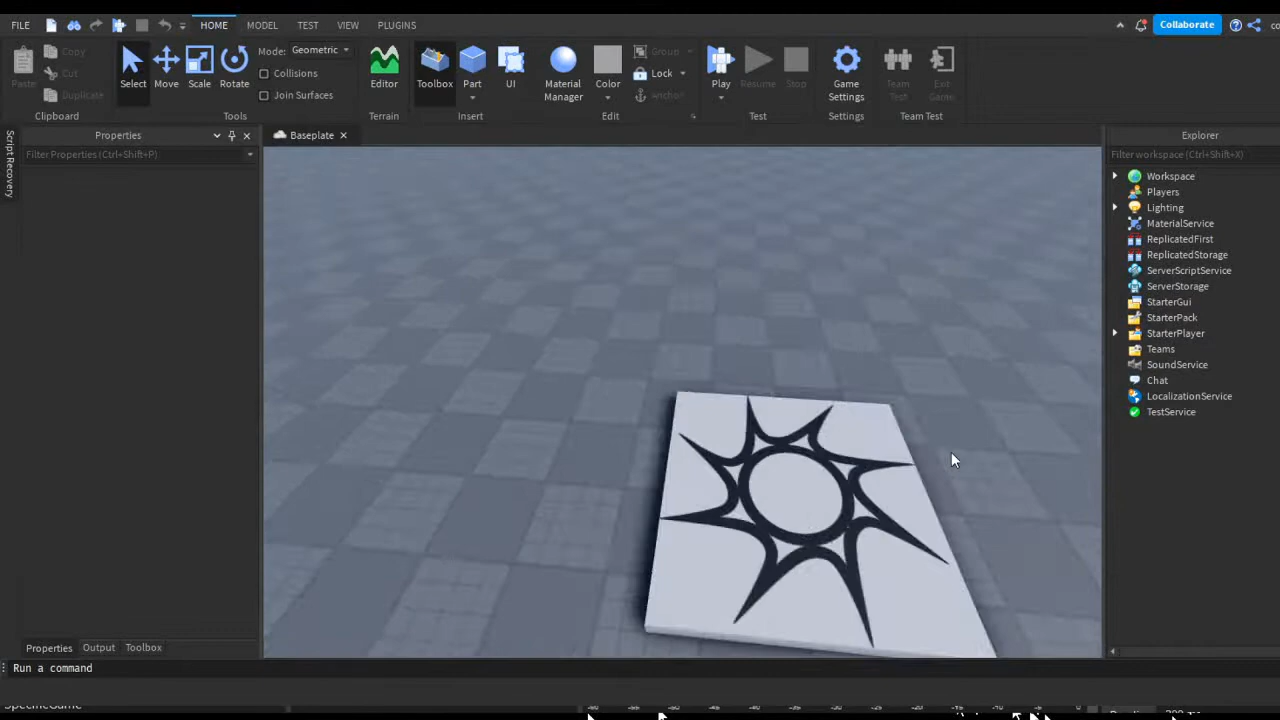 FILE HOME MODEL TEST VIEW PLUGINS Collaborate
Copy
Cut
Duplicate
Paste
Clipboard
Select Move Scale Rotate
Mode: Geometric
Collisions
Join Surfaces
Tools
Editor
Terrain
Toolbox Part UI
Insert
Material
Manager
Color
Group
Lock
Anchor
Edit
Play Resume Stop
Test
Game
Settings
Settings
Team
Test
Exit
Game
Team Test
Script Recovery
Properties
Filter Properties (Ctrl+Shift+P)
Baseplate
Explorer
Filter workspace (Ctrl+Shift+X)
Workspace
Players
Lighting
MaterialService
ReplicatedFirst
ReplicatedStorage
ServerScriptService
ServerStorage
StarterGui
StarterPack
StarterPlayer
Teams
SoundService
Chat
LocalizationService
TestService
Properties Output Toolbox
Run a command